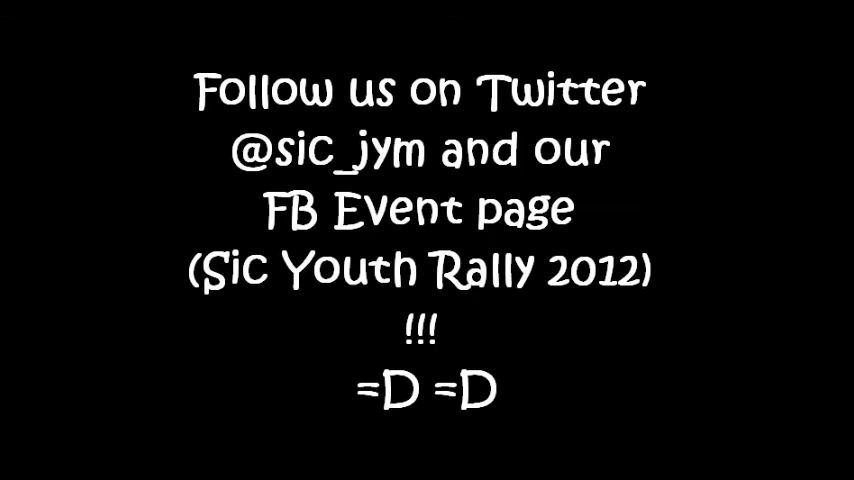 Follow us on Twitter
@sic_jym and our
FB Event page
(Sic Youth Rally 2012)
!!!
=D =D